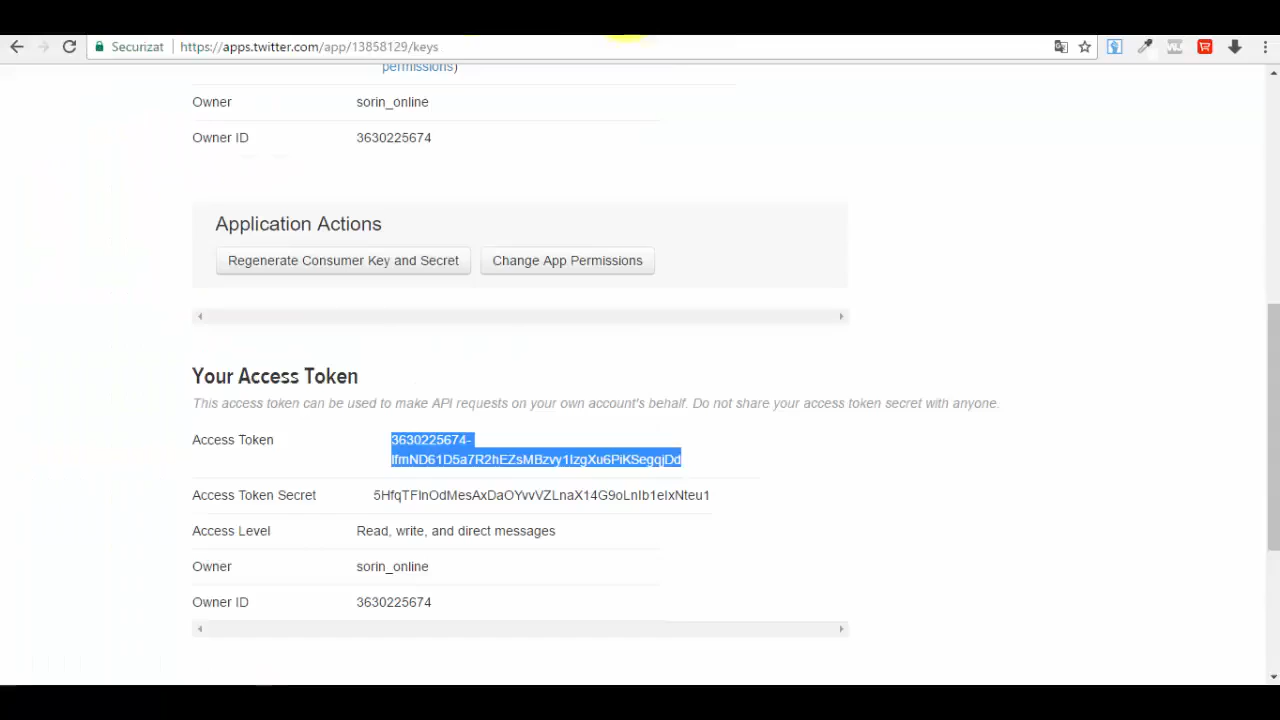 Securizat
https://apps.twitter.com/app/13858129/keys
permissions)
Owner sorin_online
Owner ID 3630225674
Application Actions
Regenerate Consumer Key and Secret Change App Permissions
Your Access Token
This access token can be used to make API requests on your own account's behalf. Do not share your access token secret with anyone.
Access Token 3630225674-
Access Token Secret
Access Level Read, write, and direct messages
Owner sorin_online
Owner ID 3630225674